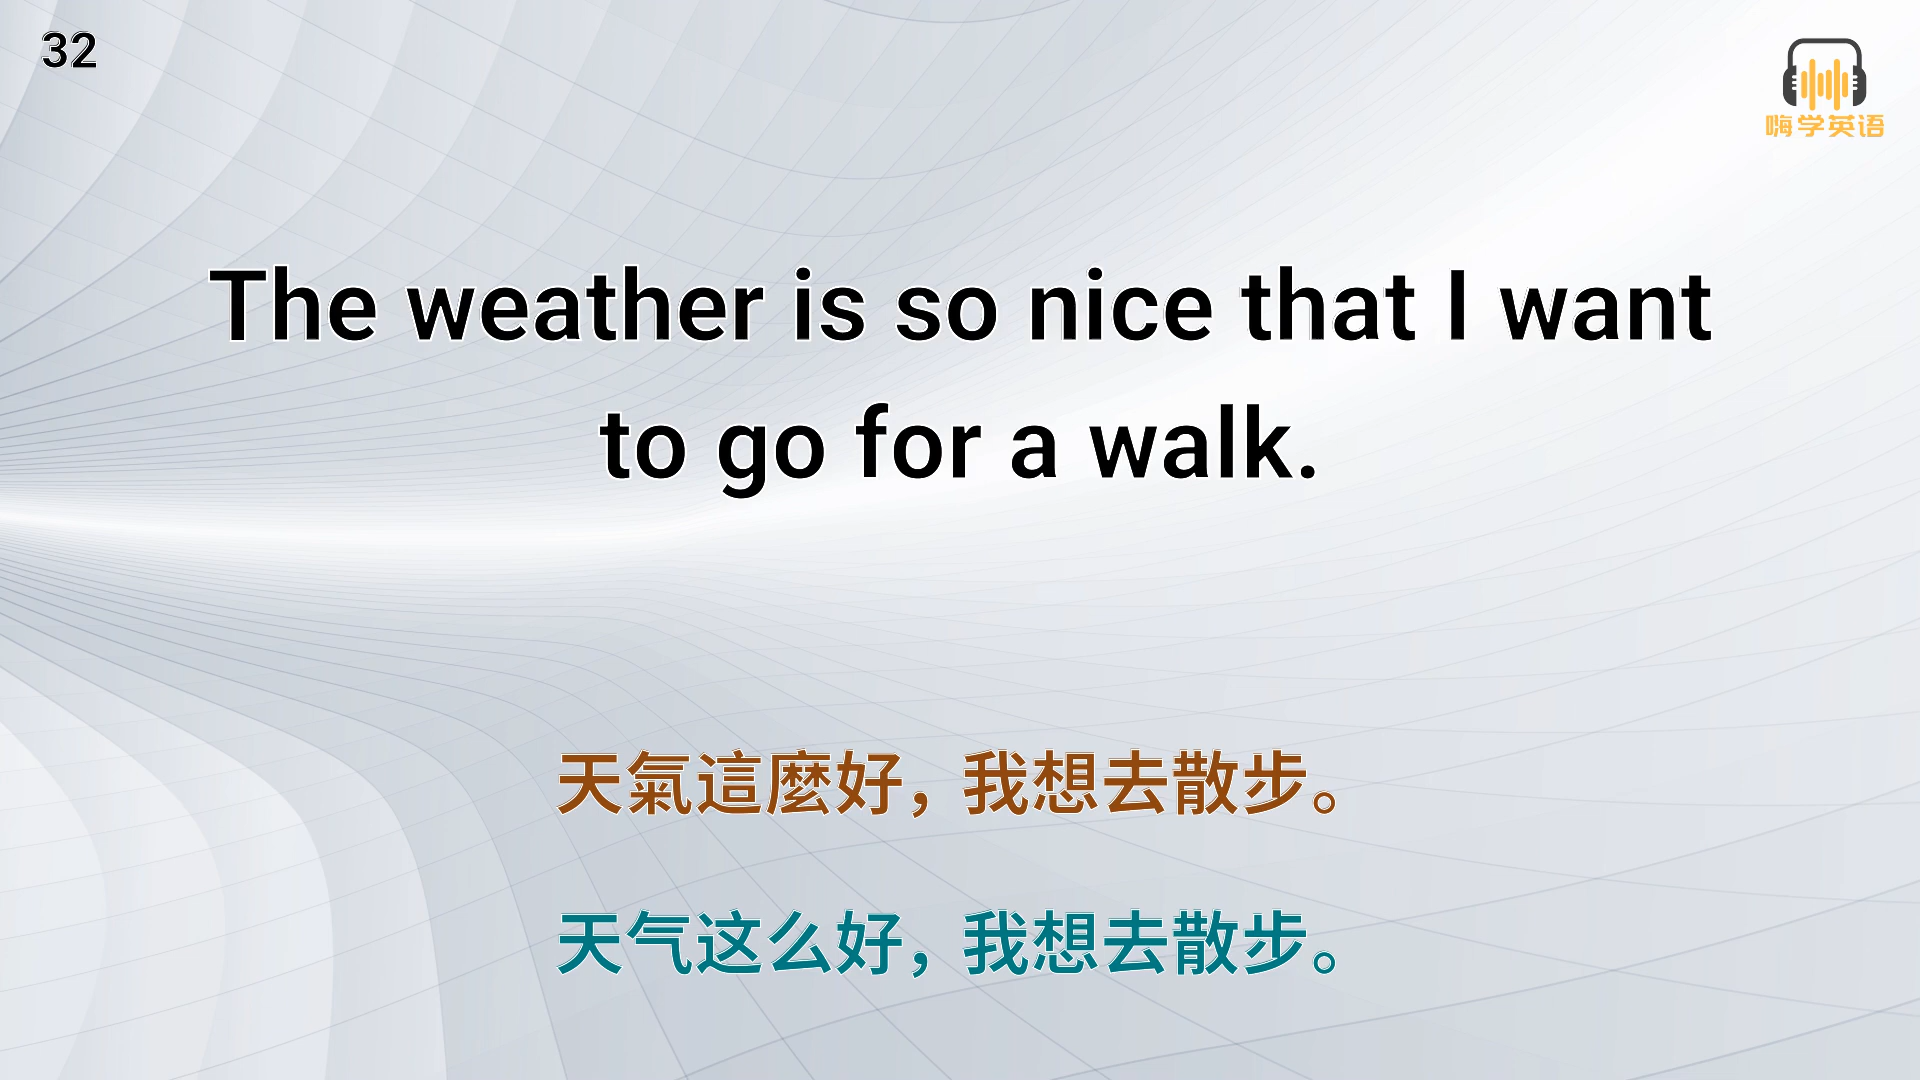 32
嗨学英语
The weather is so nice that I want
to go for a walk.
天氣這麼好，我想去散步。
天气这么好，我想去散步。